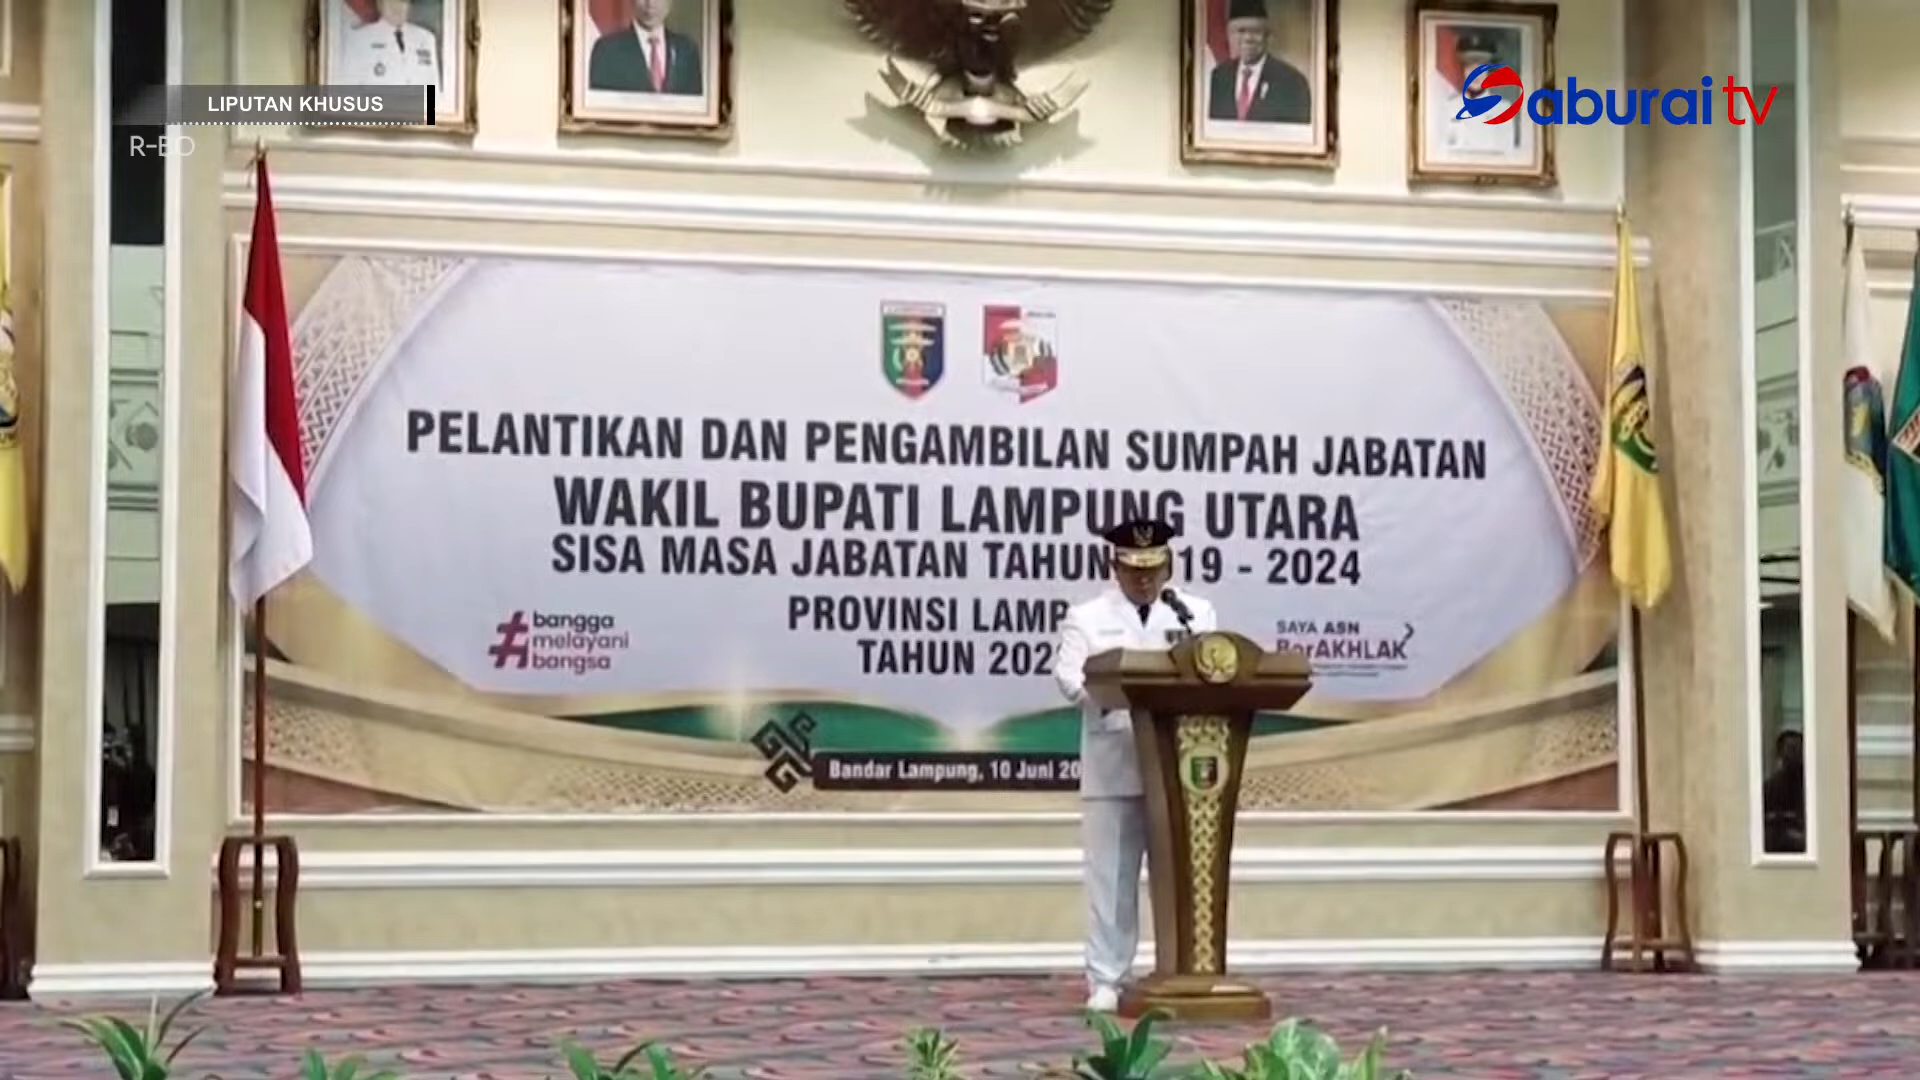 LIPUTAN KHUSUS
R-BO
Saburai tv
PELANTIKAN DAN PENGAMBILAN SUMPAH JABATAN
WAKIL BUPATI LAMPUNG UTARA
SISA MASA JABATAN TAHUN 19 - 2024
PROVINSI LAMP
TAHUN 202
#bangga
melayani
bangsa
SAYA ASN
BerAKHLAK
Bandar Lampung, 10 Juni 20